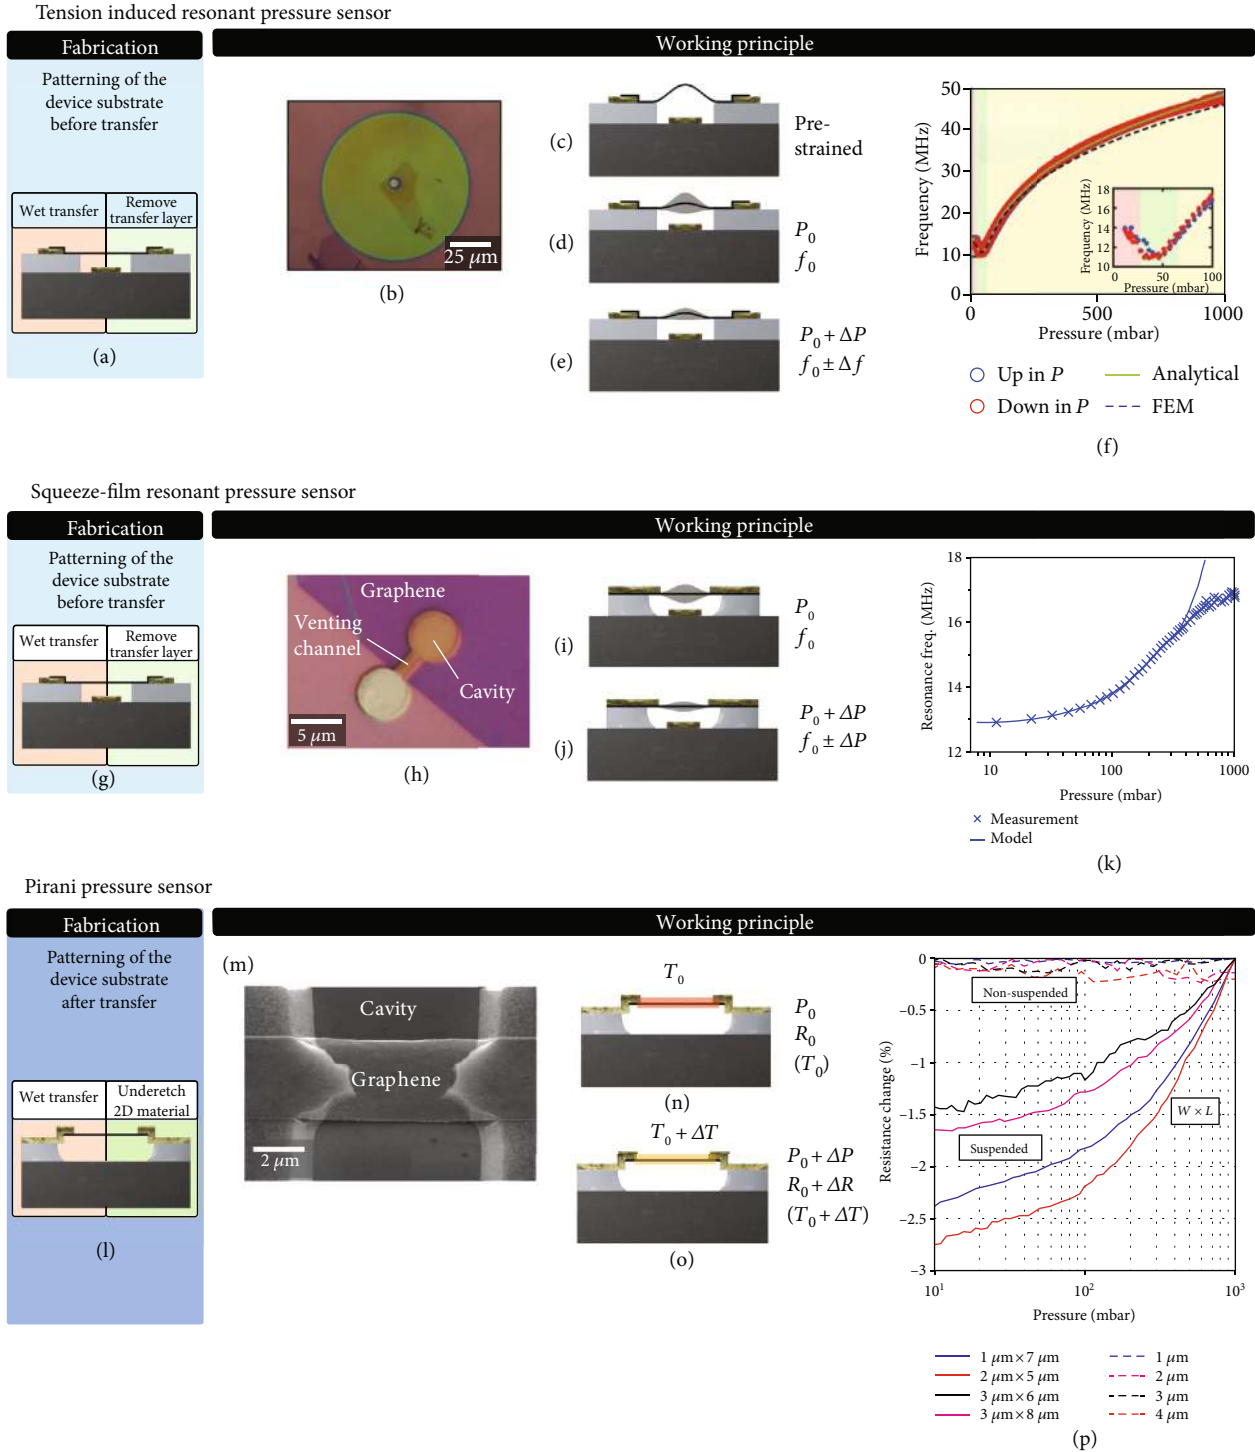 Tension induced resonant pressure sensor
Fabrication
Working principle
Patterning of the
device substrate
before transfer
Wet transfer
Remove
transfer layer
(a)
25 μm
(b)
(c)
Pre-
strained
(d)
P0
f0
(e)
P0 + ΔP
f0 ± Δf
50
40
30
20
10
0
Frequency (MHz)
18
16
14
12
10
Frequency (MHz)
0
50
100
Pressure (mbar)
0
500
1000
Pressure (mbar)
Up in P
Analytical
Down in P
FEM
(f)
Squeeze-film resonant pressure sensor
Fabrication
Working principle
Patterning of the
device substrate
before transfer
Wet transfer
Remove
transfer layer
(g)
Graphene
Venting
channel
Cavity
5 μm
(h)
(i)
P0
f0
(j)
P0 + ΔP
f0 ± ΔP
18
16
14
12
Resonance freq. (MHz)
10
100
1000
Pressure (mbar)
Measurement
Model
(k)
Pirani pressure sensor
Fabrication
Working principle
Patterning of the
device substrate
after transfer
Wet transfer
Underetch
2D material
(l)
(m)
Cavity
Graphene
2 μm
T0
P0
R0
(T0)
(n)
T0 + ΔT
P0 + ΔP
R0 + ΔR
(T0 + ΔT)
(o)
0
−0.5
−1
−1.5
−2
−2.5
−3
Resistance change (%)
Non-suspended
W × L
Suspended
10¹
10²
10³
Pressure (mbar)
1 μm × 7 μm
1 μm
2 μm × 5 μm
2 μm
3 μm × 6 μm
3 μm
3 μm × 8 μm
4 μm
(p)